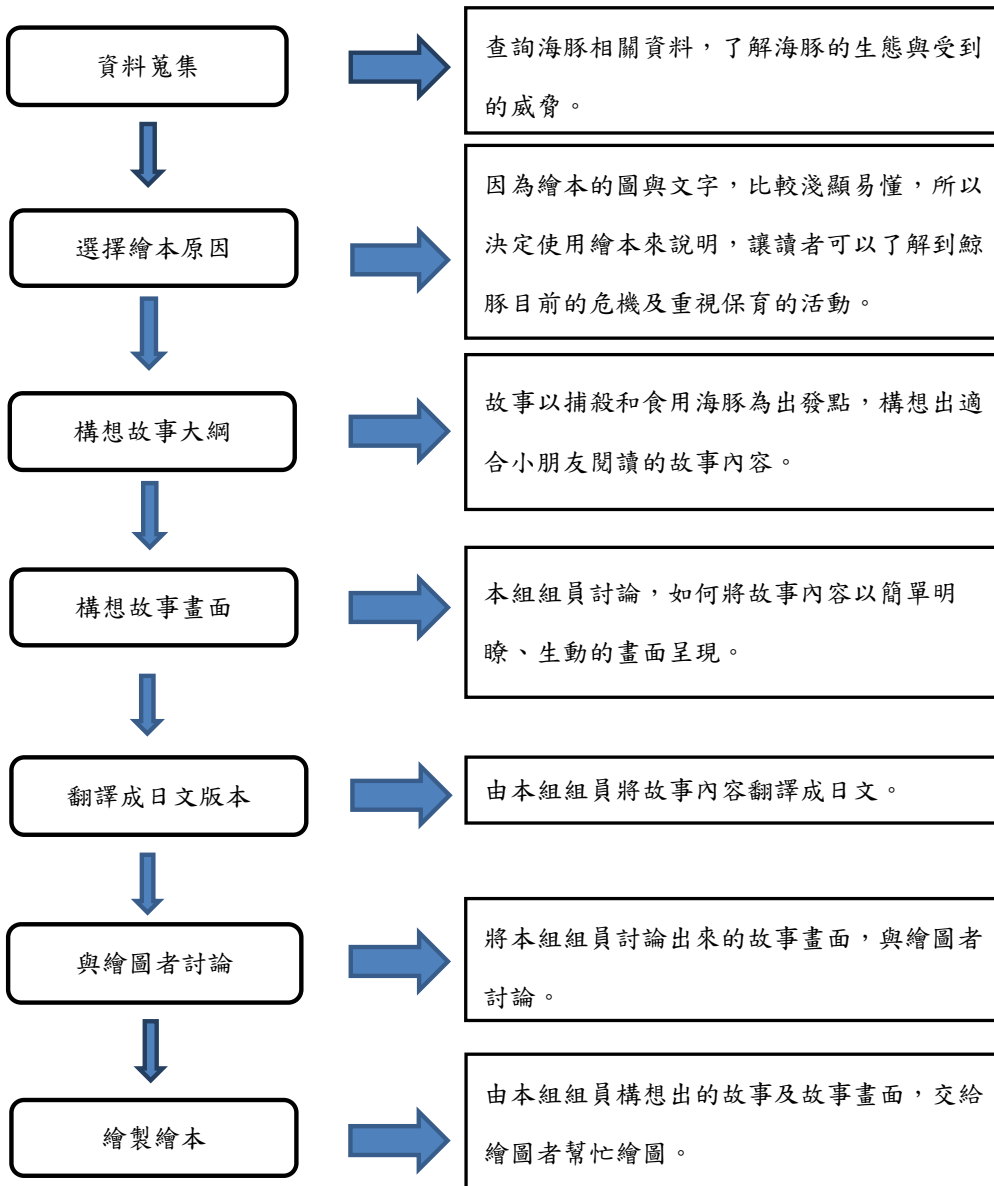 資料蒐集
查詢海豚相關資料，了解海豚的生態與受到
的威脅。
選擇繪本原因
因為繪本的圖與文字，比較淺顯易懂，所以
決定使用繪本來說明，讓讀者可以了解到鯨
豚目前的危機及重視保育的活動。
構想故事大綱
故事以捕殺和食用海豚為出發點，構想出適
合小朋友閱讀的故事內容。
構想故事畫面
本組組員討論，如何將故事內容以簡單明
瞭、生動的畫面呈現。
翻譯成日文版本
由本組組員將故事內容翻譯成日文。
與繪圖者討論
將本組組員討論出來的故事畫面，與繪圖者
討論。
繪製繪本
由本組組員構想出的故事及故事畫面，交給
繪圖者幫忙繪圖。